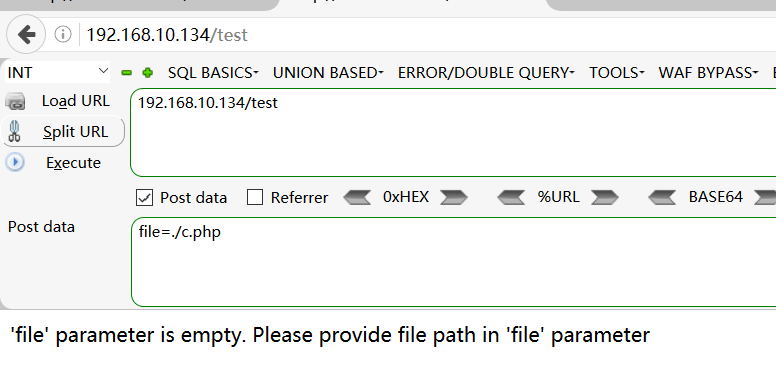 192.168.10.134/test
INT SQL BASICS UNION BASED ERROR/DOUBLE QUERY TOOLS WAF BYPASS
Load URL
Split URL
Execute
192.168.10.134/test
Post data Referrer 0xHEX %URL BASE64
Post data
file=./c.php
'file' parameter is empty. Please provide file path in 'file' parameter